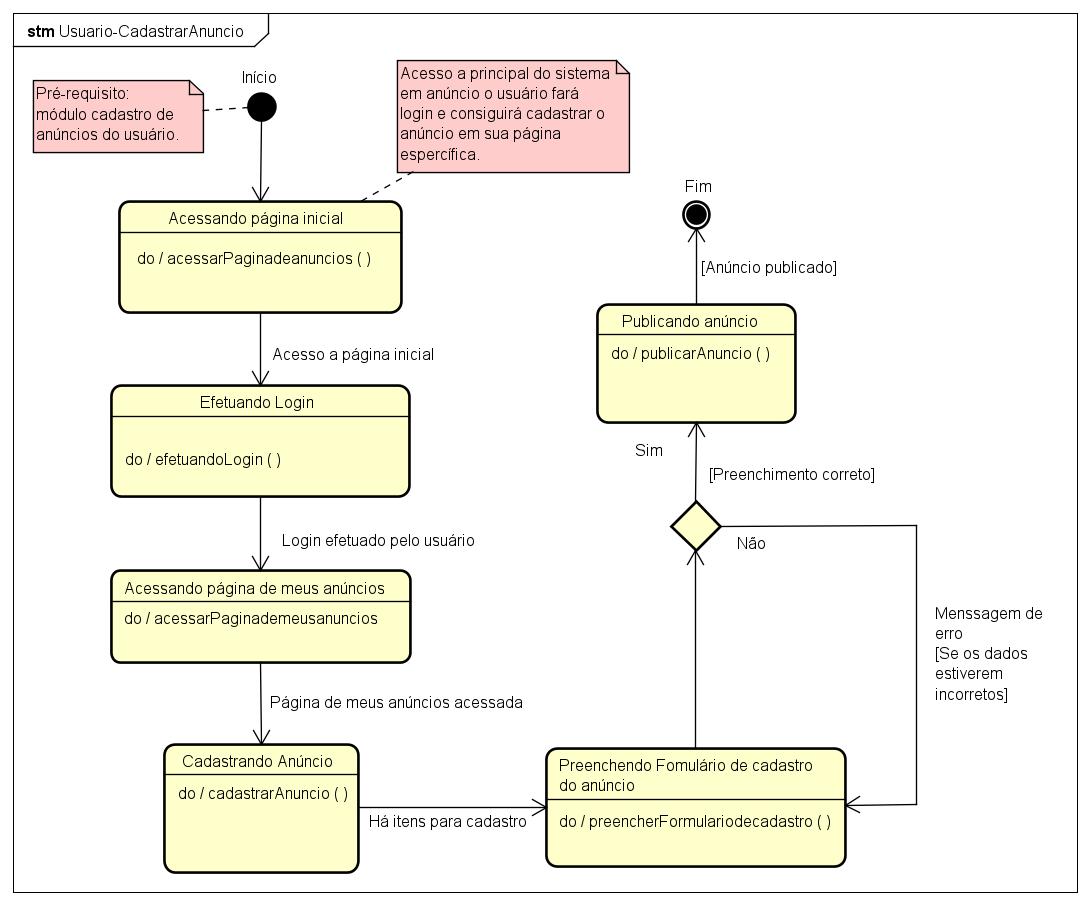 stm Usuario-CadastrarAnuncio
Início
Pré-requisito:
módulo cadastro de
anúncios do usuário.
Acesso a principal do sistema
em anúncio o usuário fará
login e consiguirá cadastrar o
anúncio em sua página
espercífica.
Acessando página inicial
do / acessarPaginadeanuncios ( )
Acesso a página inicial
Efetuando Login
do / efetuandoLogin ( )
Login efetuado pelo usuário
Acessando página de meus anúncios
do / acessarPaginademeusanuncios
Página de meus anúncios acessada
Cadastrando Anúncio
do / cadastrarAnuncio ( )
Há itens para cadastro
Preenchendo Fomulário de cadastro
do anúncio
do / preencherFormulariodecadastro ( )
Não
Menssagem de
erro
[Se os dados
estiverem
incorretos]
Sim
[Preenchimento correto]
Publicando anúncio
do / publicarAnuncio ( )
[Anúncio publicado]
Fim